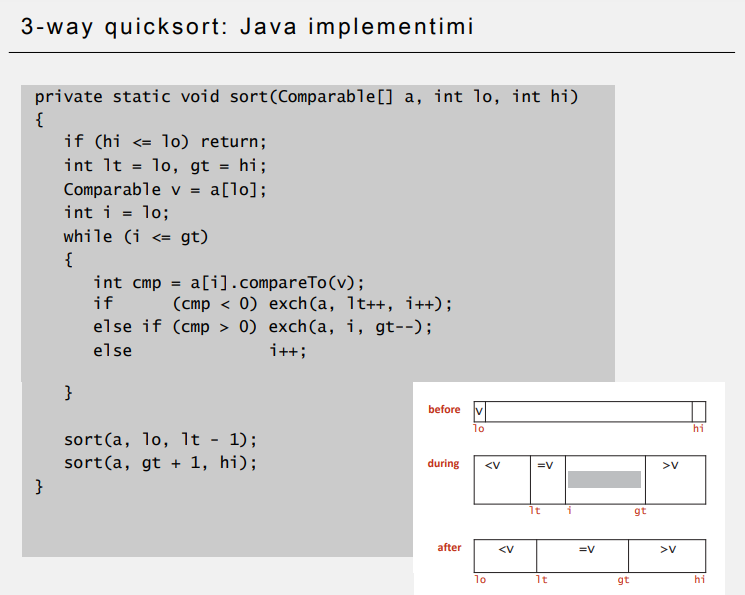 3-way quicksort: Java implementimi
private static void sort(Comparable[] a, int lo, int hi)
{
if (hi <= lo) return;
int lt = lo, gt = hi;
Comparable v = a[lo];
int i = lo;
while (i <= gt)
{
int cmp = a[i].compareTo(v);
if (cmp < 0) exch(a, lt++, i++);
else if (cmp > 0) exch(a, i, gt--);
else i++;
}
sort(a, lo, lt - 1);
sort(a, gt + 1, hi);
}
before v
lo hi
during <v =v >v
lt i gt
after <v =v >v
lo lt gt hi